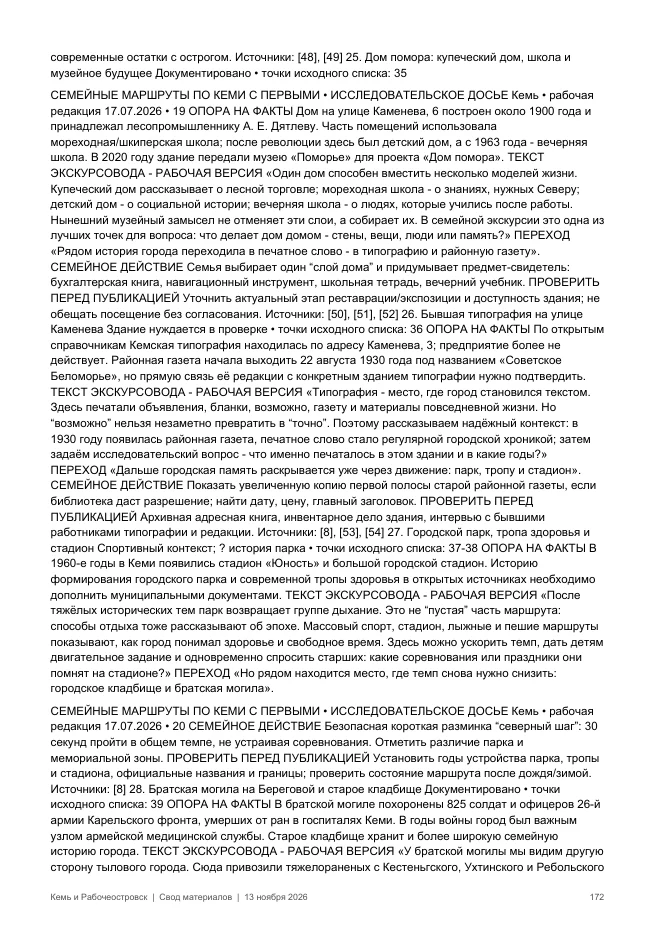 современные остатки с острогом. Источники: [48], [49] 25. Дом помора: купеческий дом, школа и
музейное будущее Документировано • точки исходного списка: 35
СЕМЕЙНЫЕ МАРШРУТЫ ПО КЕМИ С ПЕРВЫМИ • ИССЛЕДОВАТЕЛЬСКОЕ ДОСЬЕ Кемь • рабочая
редакция 17.07.2026 • 19 ОПОРА НА ФАКТЫ Дом на улице Каменева, 6 построен около 1900 года и
принадлежал лесопромышленнику А. Е. Дятлеву. Часть помещений использовала
мореходная/шкиперская школа; после революции здесь был детский дом, а с 1963 года - вечерняя
школа. В 2020 году здание передали музею «Поморье» для проекта «Дом помора». ТЕКСТ
ЭКСКУРСОВОДА - РАБОЧАЯ ВЕРСИЯ «Один дом способен вместить несколько моделей жизни.
Купеческий дом рассказывает о лесной торговле; мореходная школа - о знаниях, нужных Северу;
детский дом - о социальной истории; вечерняя школа - о людях, которые учились после работы.
Нынешний музейный замысел не отменяет эти слои, а собирает их. В семейной экскурсии это одна из
лучших точек для вопроса: что делает дом домом - стены, вещи, люди или память?» ПЕРЕХОД
«Рядом история города переходила в печатное слово - в типографию и районную газету».
СЕМЕЙНОЕ ДЕЙСТВИЕ Семья выбирает один “слой дома” и придумывает предмет-свидетель:
бухгалтерская книга, навигационный инструмент, школьная тетрадь, вечерний учебник. ПРОВЕРИТЬ
ПЕРЕД ПУБЛИКАЦИЕЙ Уточнить актуальный этап реставрации/экспозиции и доступность здания; не
обещать посещение без согласования. Источники: [50], [51], [52] 26. Бывшая типография на улице
Каменева Здание нуждается в проверке • точки исходного списка: 36 ОПОРА НА ФАКТЫ По открытым
справочникам Кемская типография находилась по адресу Каменева, 3; предприятие более не
действует. Районная газета начала выходить 22 августа 1930 года под названием «Советское
Беломорье», но прямую связь её редакции с конкретным зданием типографии нужно подтвердить.
ТЕКСТ ЭКСКУРСОВОДА - РАБОЧАЯ ВЕРСИЯ «Типография - место, где город становился текстом.
Здесь печатали объявления, бланки, возможно, газету и материалы повседневной жизни. Но
“возможно” нельзя незаметно превратить в “точно”. Поэтому рассказываем надёжный контекст: в
1930 году появилась районная газета, печатное слово стало регулярной городской хроникой; затем
задаём исследовательский вопрос - что именно печаталось в этом здании и в какие годы?»
ПЕРЕХОД «Дальше городская память раскрывается уже через движение: парк, тропу и стадион».
СЕМЕЙНОЕ ДЕЙСТВИЕ Показать увеличенную копию первой полосы старой районной газеты, если
библиотека даст разрешение; найти дату, цену, главный заголовок. ПРОВЕРИТЬ ПЕРЕД
ПУБЛИКАЦИЕЙ Архивная адресная книга, инвентарное дело здания, интервью с бывшими
работниками типографии и редакции. Источники: [8], [53], [54] 27. Городской парк, тропа здоровья и
стадион Спортивный контекст; ? история парка • точки исходного списка: 37-38 ОПОРА НА ФАКТЫ В
1960-е годы в Кеми появились стадион «Юность» и большой городской стадион. Историю
формирования городского парка и современной тропы здоровья в открытых источниках необходимо
дополнить муниципальными документами. ТЕКСТ ЭКСКУРСОВОДА - РАБОЧАЯ ВЕРСИЯ «После
тяжёлых исторических тем парк возвращает группе дыхание. Это не “пустая” часть маршрута:
способы отдыха тоже рассказывают об эпохе. Массовый спорт, стадион, лыжные и пешие маршруты
показывают, как город понимал здоровье и свободное время. Здесь можно ускорить темп, дать детям
двигательное задание и одновременно спросить старших: какие соревнования или праздники они
помнят на стадионе?» ПЕРЕХОД «Но рядом находится место, где темп снова нужно снизить:
городское кладбище и братская могила».
СЕМЕЙНЫЕ МАРШРУТЫ ПО КЕМИ С ПЕРВЫМИ • ИССЛЕДОВАТЕЛЬСКОЕ ДОСЬЕ Кемь • рабочая
редакция 17.07.2026 • 20 СЕМЕЙНОЕ ДЕЙСТВИЕ Безопасная короткая разминка “северный шаг”: 30
секунд пройти в общем темпе, не устраивая соревнования. Отметить различие парка и
мемориальной зоны. ПРОВЕРИТЬ ПЕРЕД ПУБЛИКАЦИЕЙ Установить годы устройства парка, тропы
и стадиона, официальные названия и границы; проверить состояние маршрута после дождя/зимой.
Источники: [8] 28. Братская могила на Береговой и старое кладбище Документировано • точки
исходного списка: 39 ОПОРА НА ФАКТЫ В братской могиле похоронены 825 солдат и офицеров 26-й
армии Карельского фронта, умерших от ран в госпиталях Кеми. В годы войны город был важным
узлом армейской медицинской службы. Старое кладбище хранит и более широкую семейную
историю города. ТЕКСТ ЭКСКУРСОВОДА - РАБОЧАЯ ВЕРСИЯ «У братской могилы мы видим другую
сторону тылового города. Сюда привозили тяжелораненых с Кестеньгского, Ухтинского и Ребольского
Кемь и Рабочеостровск | Свод материалов | 13 ноября 2026
172